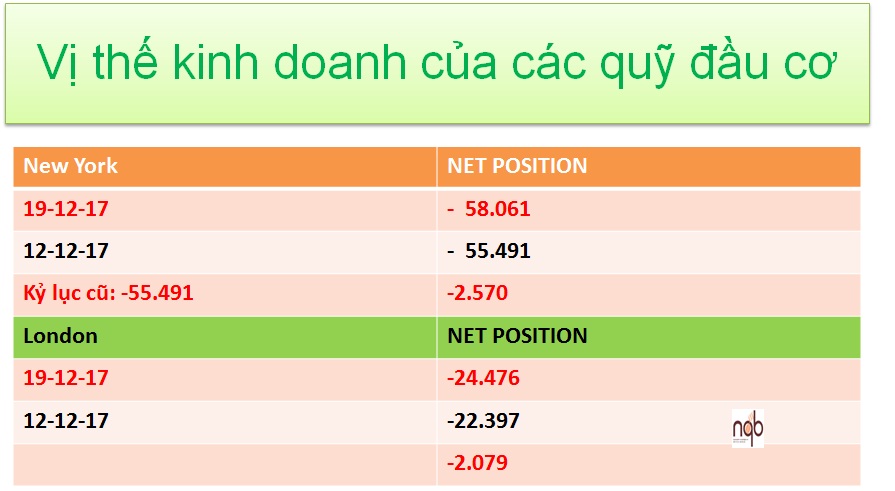 Vị thế kinh doanh của các quỹ đầu cơ
New York NET POSITION
19-12-17 - 58.061
12-12-17 - 55.491
Kỷ lục cũ: -55.491 -2.570
London NET POSITION
19-12-17 -24.476
12-12-17 -22.397
nqb
-2.079